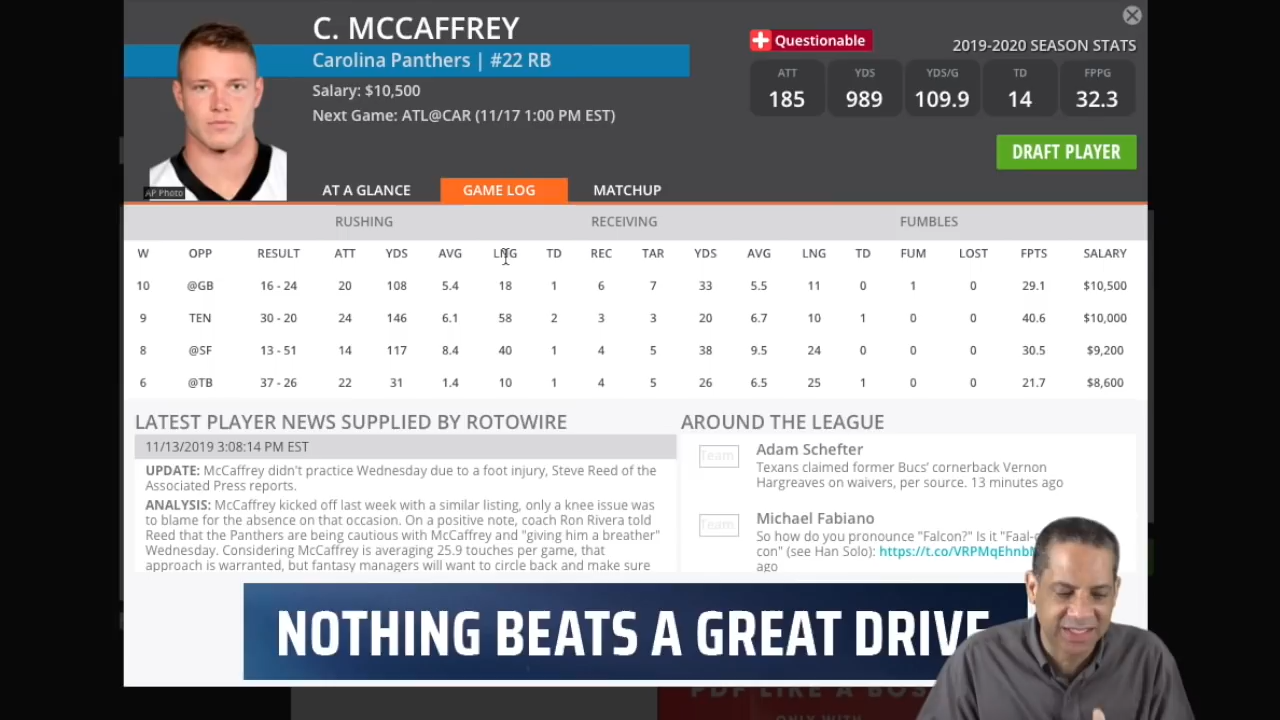 C. MCCAFFREY
Carolina Panthers | #22 RB
Salary: $10,500
Next Game: ATL@CAR (11/17 1:00 PM EST)
Questionable
2019-2020 SEASON STATS
ATT YDS YDS/G TD FPPG
185 989 109.9 14 32.3
DRAFT PLAYER
AP Photo
AT A GLANCE GAME LOG MATCHUP
RUSHING RECEIVING FUMBLES
W OPP RESULT ATT YDS AVG LNG TD REC TAR YDS AVG LNG TD FUM LOST FPTS SALARY
10 @GB 16 - 24 20 108 5.4 18 1 6 7 33 5.5 11 0 1 0 29.1 $10,500
9 TEN 30 - 20 24 146 6.1 58 2 3 3 20 6.7 10 1 0 0 40.6 $10,000
8 @SF 13 - 51 14 117 8.4 40 1 4 5 38 9.5 24 0 0 0 30.5 $9,200
6 @TB 37 - 26 22 31 1.4 10 1 4 5 26 6.5 25 1 0 0 21.7 $8,600
LATEST PLAYER NEWS SUPPLIED BY ROTOWIRE
11/13/2019 3:08:14 PM EST
UPDATE: McCaffrey didn't practice Wednesday due to a foot injury, Steve Reed of the
Associated Press reports.
ANALYSIS: McCaffrey kicked off last week with a similar listing, only a knee issue was
to blame for the absence on that occasion. On a positive note, coach Ron Rivera told
Reed that the Panthers are being cautious with McCaffrey and "giving him a breather"
Wednesday. Considering McCaffrey is averaging 25.9 touches per game, that
approach is warranted, but fantasy managers will want to circle back and make sure
AROUND THE LEAGUE
Team
Adam Schefter
Texans claimed former Bucs' cornerback Vernon
Hargreaves on waivers, per source. 13 minutes ago
Team
Michael Fabiano
So how do you pronounce "Falcon?" Is it "Faal-
con" (see Han Solo): https://t.co/VRPMqEhnb
ago
NOTHING BEATS A GREAT DRIVE
PDF LIKE A BOS
ONLY WITH